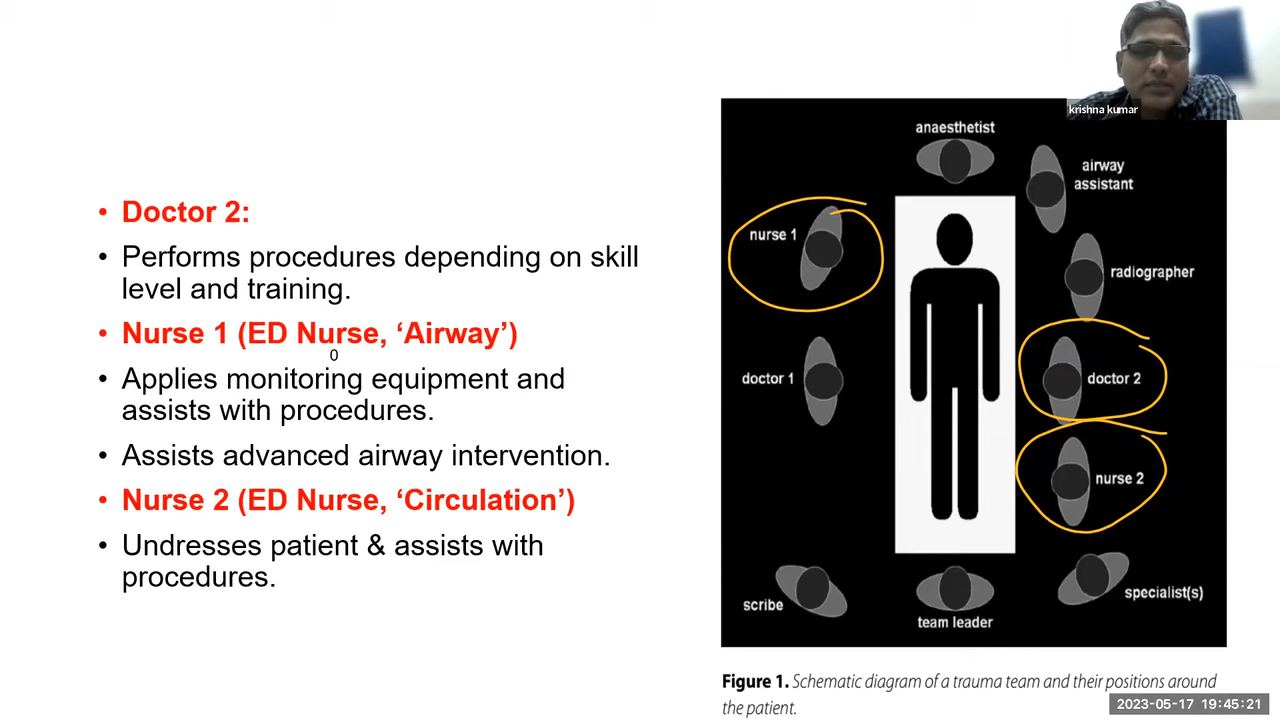 • Doctor 2:
• Performs procedures depending on skill
level and training.
• Nurse 1 (ED Nurse, ‘Airway’)
0
• Applies monitoring equipment and
assists with procedures.
• Assists advanced airway intervention.
• Nurse 2 (ED Nurse, ‘Circulation’)
• Undresses patient & assists with
procedures.
krishna kumar
anaesthetist
airway
assistant
nurse 1
radiographer
doctor 1
doctor 2
nurse 2
scribe
team leader
specialist(s)
Figure 1. Schematic diagram of a trauma team and their positions around
the patient.
2023-05-17 19:45:21